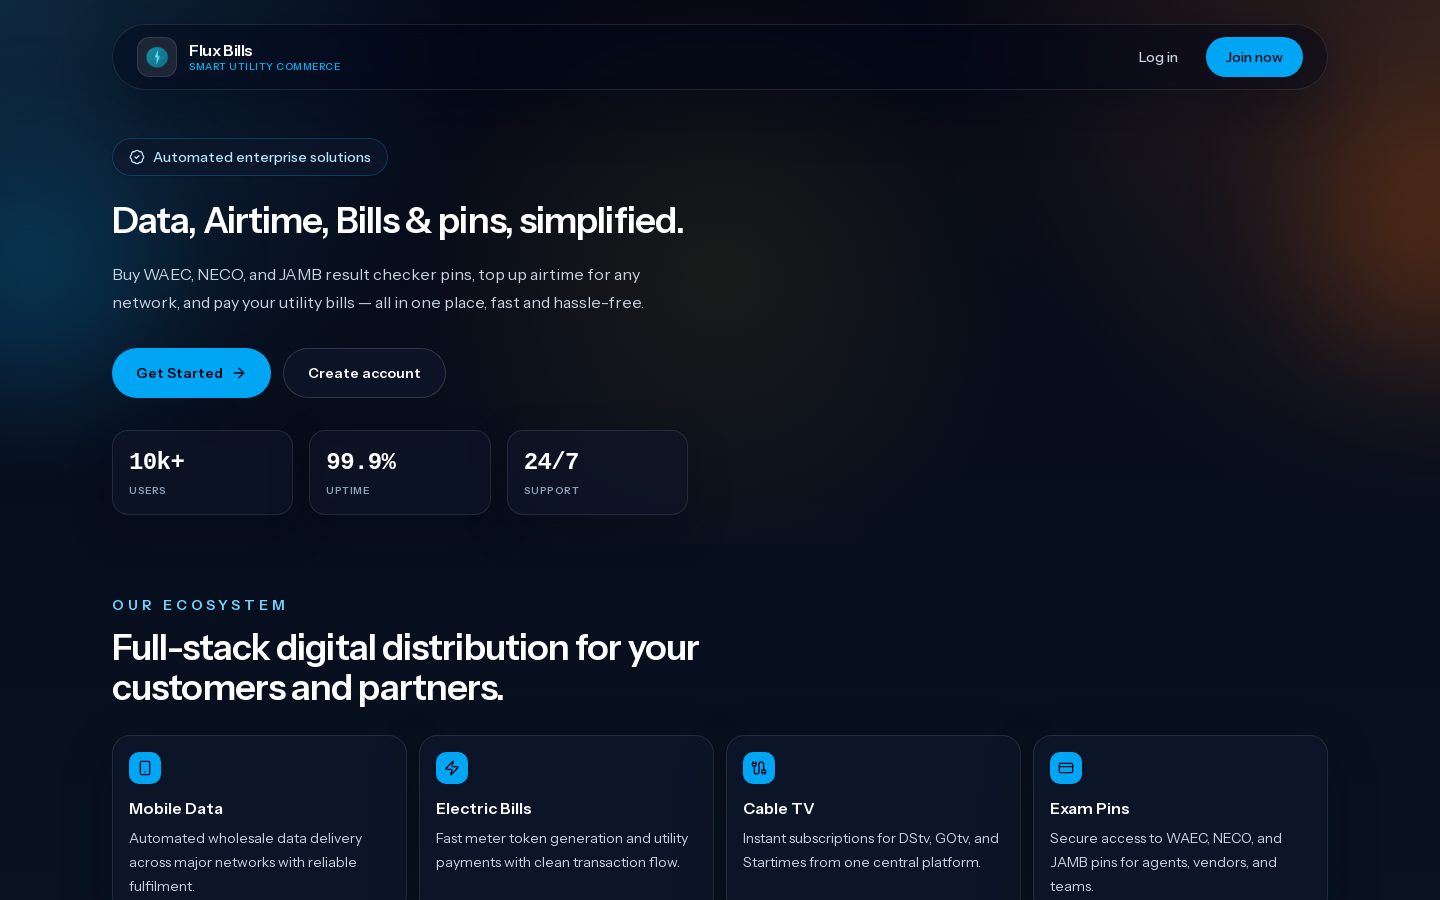 Flux Bills
SMART UTILITY COMMERCE
Log in
Join now
Automated enterprise solutions
Data, Airtime, Bills & pins, simplified.
Buy WAEC, NECO, and JAMB result checker pins, top up airtime for any
network, and pay your utility bills — all in one place, fast and hassle-free.
Get Started
Create account
10k+
USERS
99.9%
UPTIME
24/7
SUPPORT
OUR ECOSYSTEM
Full-stack digital distribution for your
customers and partners.
Mobile Data
Automated wholesale data delivery
across major networks with reliable
fulfilment.
Electric Bills
Fast meter token generation and utility
payments with clean transaction flow.
Cable TV
Instant subscriptions for DStv, GOtv, and
Startimes from one central platform.
Exam Pins
Secure access to WAEC, NECO, and
JAMB pins for agents, vendors, and
teams.